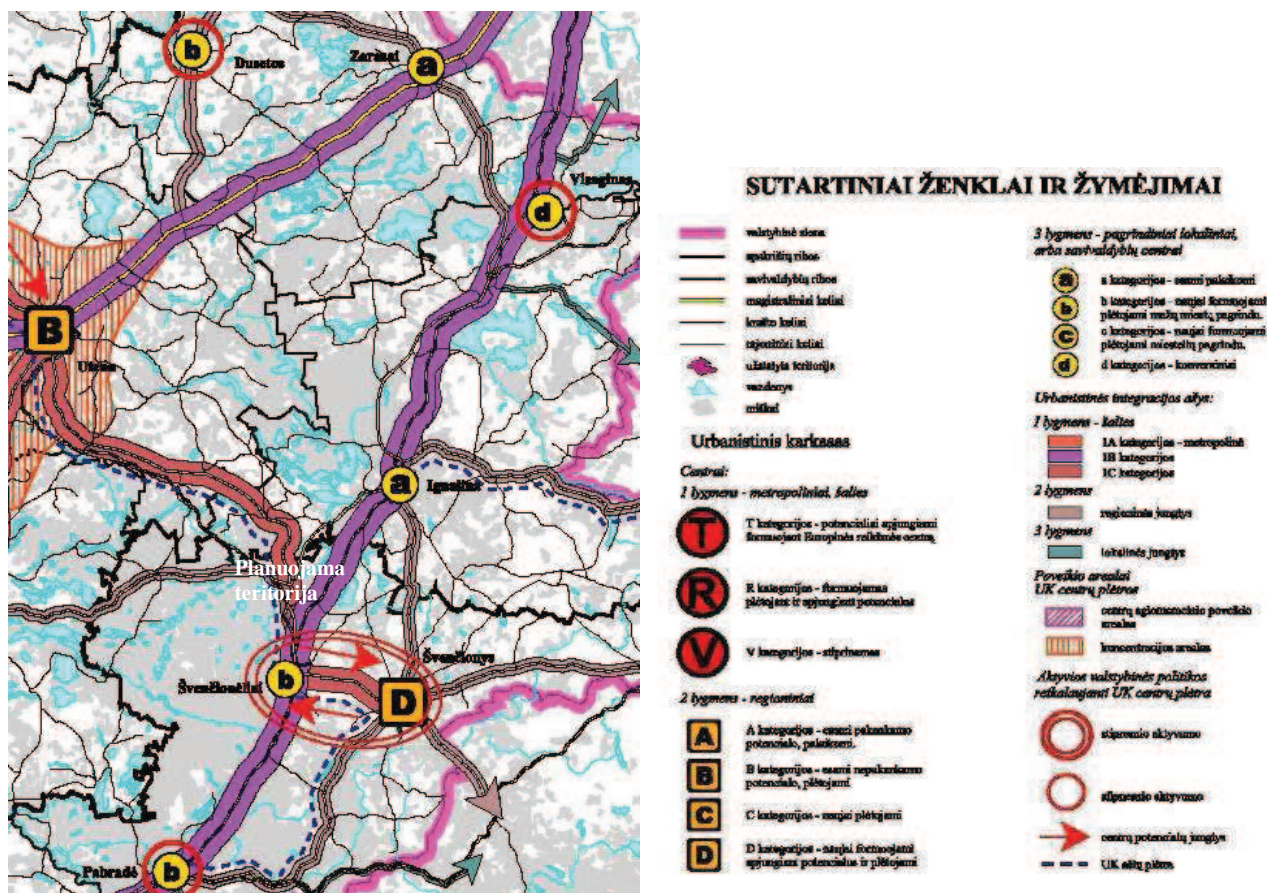 b
Dusetos
Zarasai
a
Visaginas
d
B
Utena
a
Ignalina
Planuojama
teritorija
Švenčionys
Švenčionėliai
b
D
Pabradė
b
SUTARTINIAI ŽENKLAI IR ŽYMĖJIMAI
valstybinė siena
apskričių ribos
savivaldybių ribos
magistraliniai keliai
krašto keliai
rajoniniai keliai
užstatyta teritorija
vandenys
miškai
Urbanistinis karkasas
Centrai:
1 lygmens - metropoliniai, šalies
T
T kategorijos - potencialiai apjungiami
formuojant Europinės reikšmės centrą
R
R kategorijos - formuojamas
plėtojant ir apjungiant potencialus
V
V kategorijos - stiprinamas
2 lygmens - regioniniai
A
A kategorijos - esami pakankamo
potencialo, palaikomi.
B
B kategorijos - esami nepakankamo
potencialo, plėtojami
C
C kategorijos - naujai plėtojami
D
D kategorijos - naujai formuojami
apjungiant potencialus ir plėtojami
3 lygmens - pagrindiniai lokaliniai,
arba savivaldybių centrai
a
a kategorijos - esami palaikomi
b
b kategorijos - naujai formuojami
plėtojami mažų miestų pagrindu.
c
c kategorijos - naujai formuojami
plėtojami miestelių pagrindu.
d
d kategorijos - konversiniai
Urbanistinės integracijos ašys:
1 lygmens - šalies
1A kategorijos - metropolinė
1B kategorijos
1C kategorijos
2 lygmens
regioninės jungtys
3 lygmens
lokalinės jungtys
Poveikio arealai
UK centrų plėtros
centrų aglomeracinio poveikio
arealas
koncentracijos arealas
Aktyvios valstybinės politikos
reikalaujanti UK centrų plėtra
stipresnio aktyvumo
silpnesnio aktyvumo
centrų potencialų jungtys
UK ašių plėtra